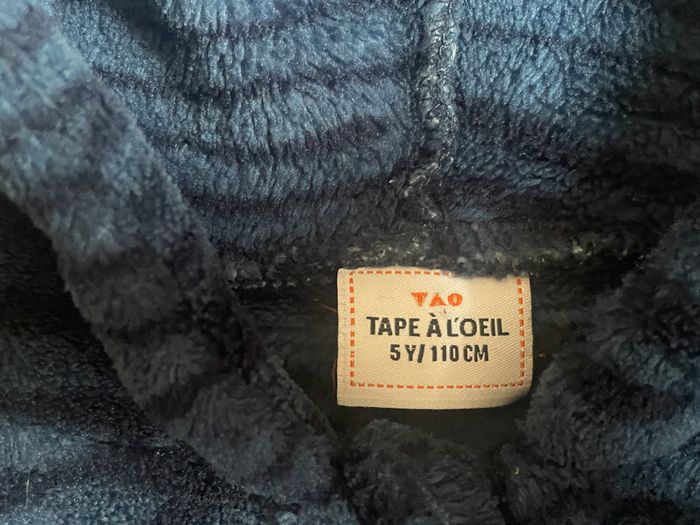 TAO
TAPE À L'OEIL
5 Y/ 110 CM